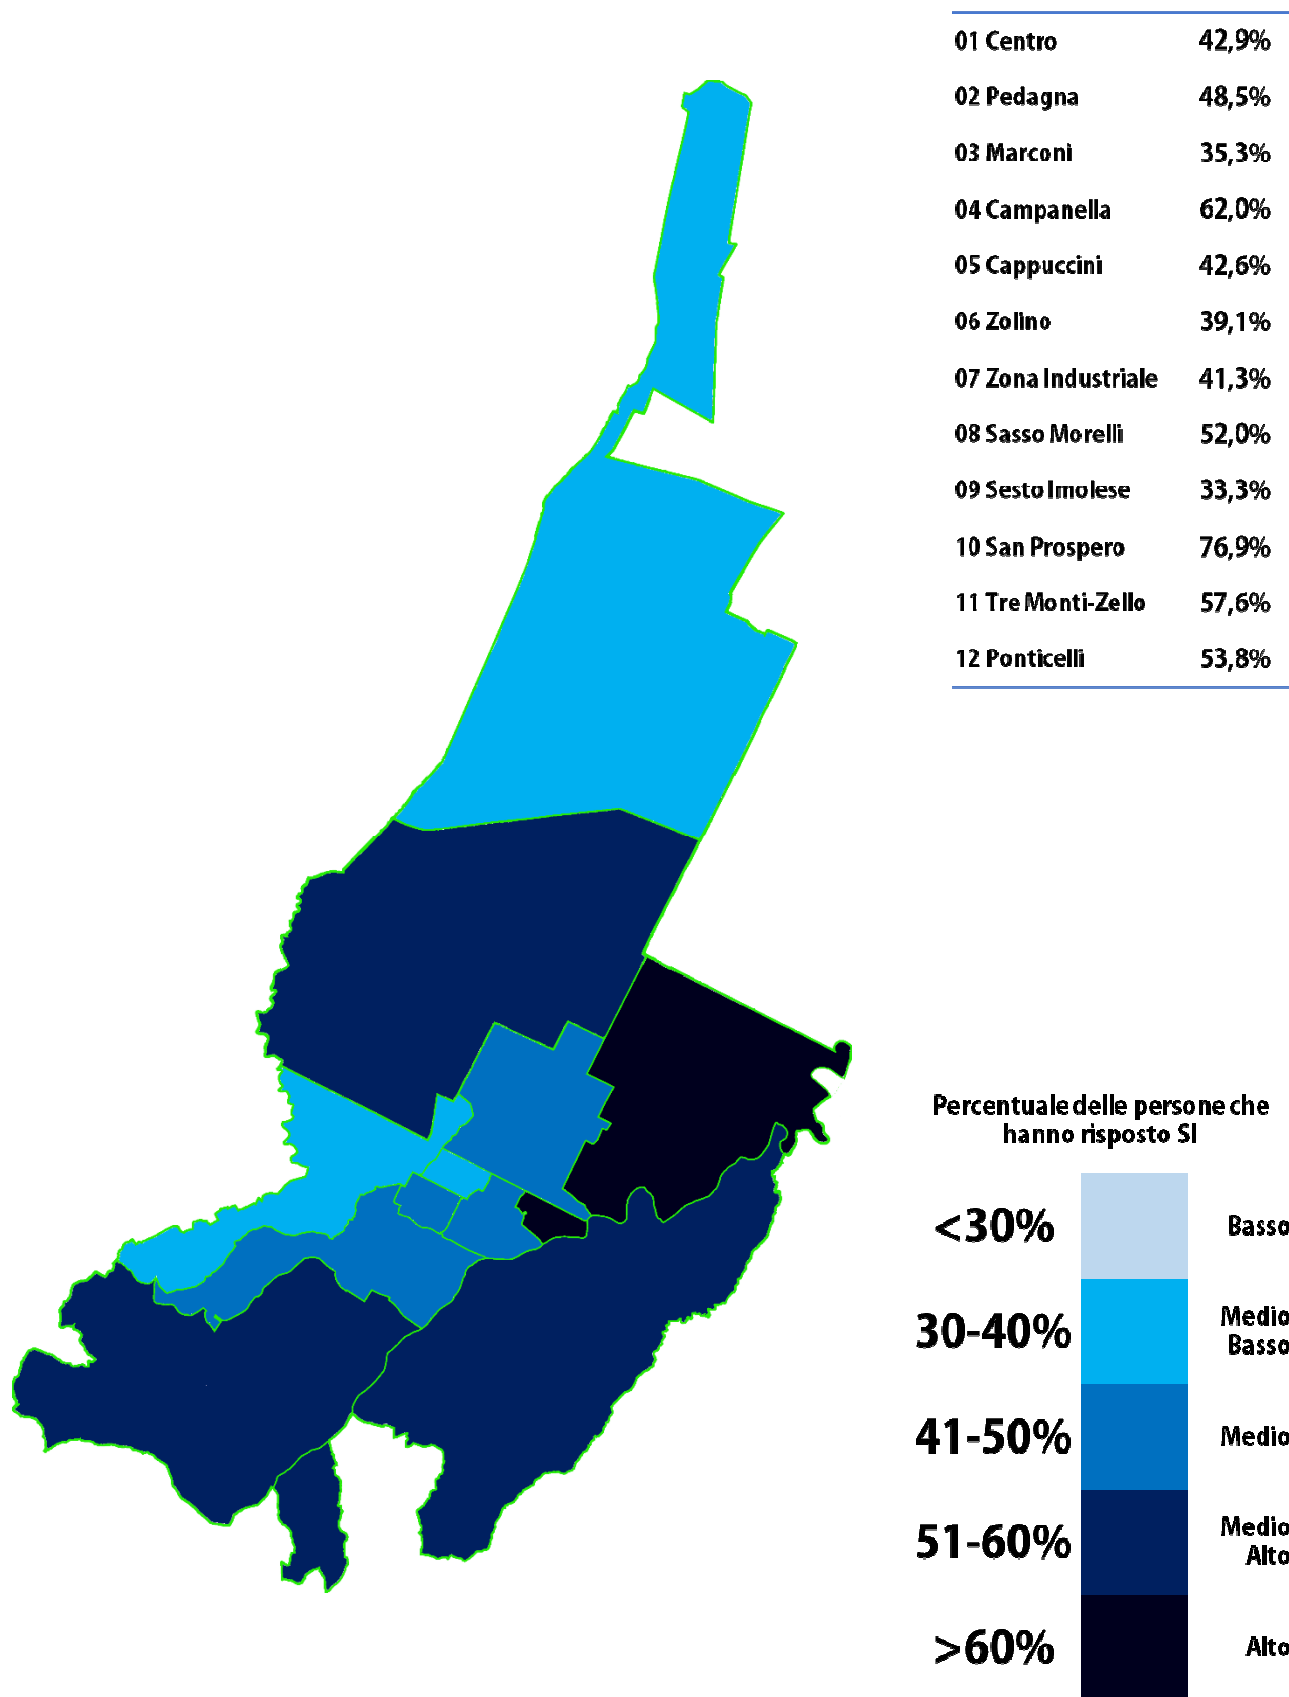 01 Centro 42,9%
02 Pedagna 48,5%
03 Marconi 35,3%
04 Campanella 62,0%
05 Cappuccini 42,6%
06 Zolino 39,1%
07 Zona Industriale 41,3%
08 Sasso Morelli 52,0%
09 Sesto Imolese 33,3%
10 San Prospero 76,9%
11 Tre Monti-Zello 57,6%
12 Ponticelli 53,8%
Percentuale delle persone che
hanno risposto SI
<30% Basso
30-40% Medio
Basso
41-50% Medio
51-60% Medio
Alto
>60% Alto